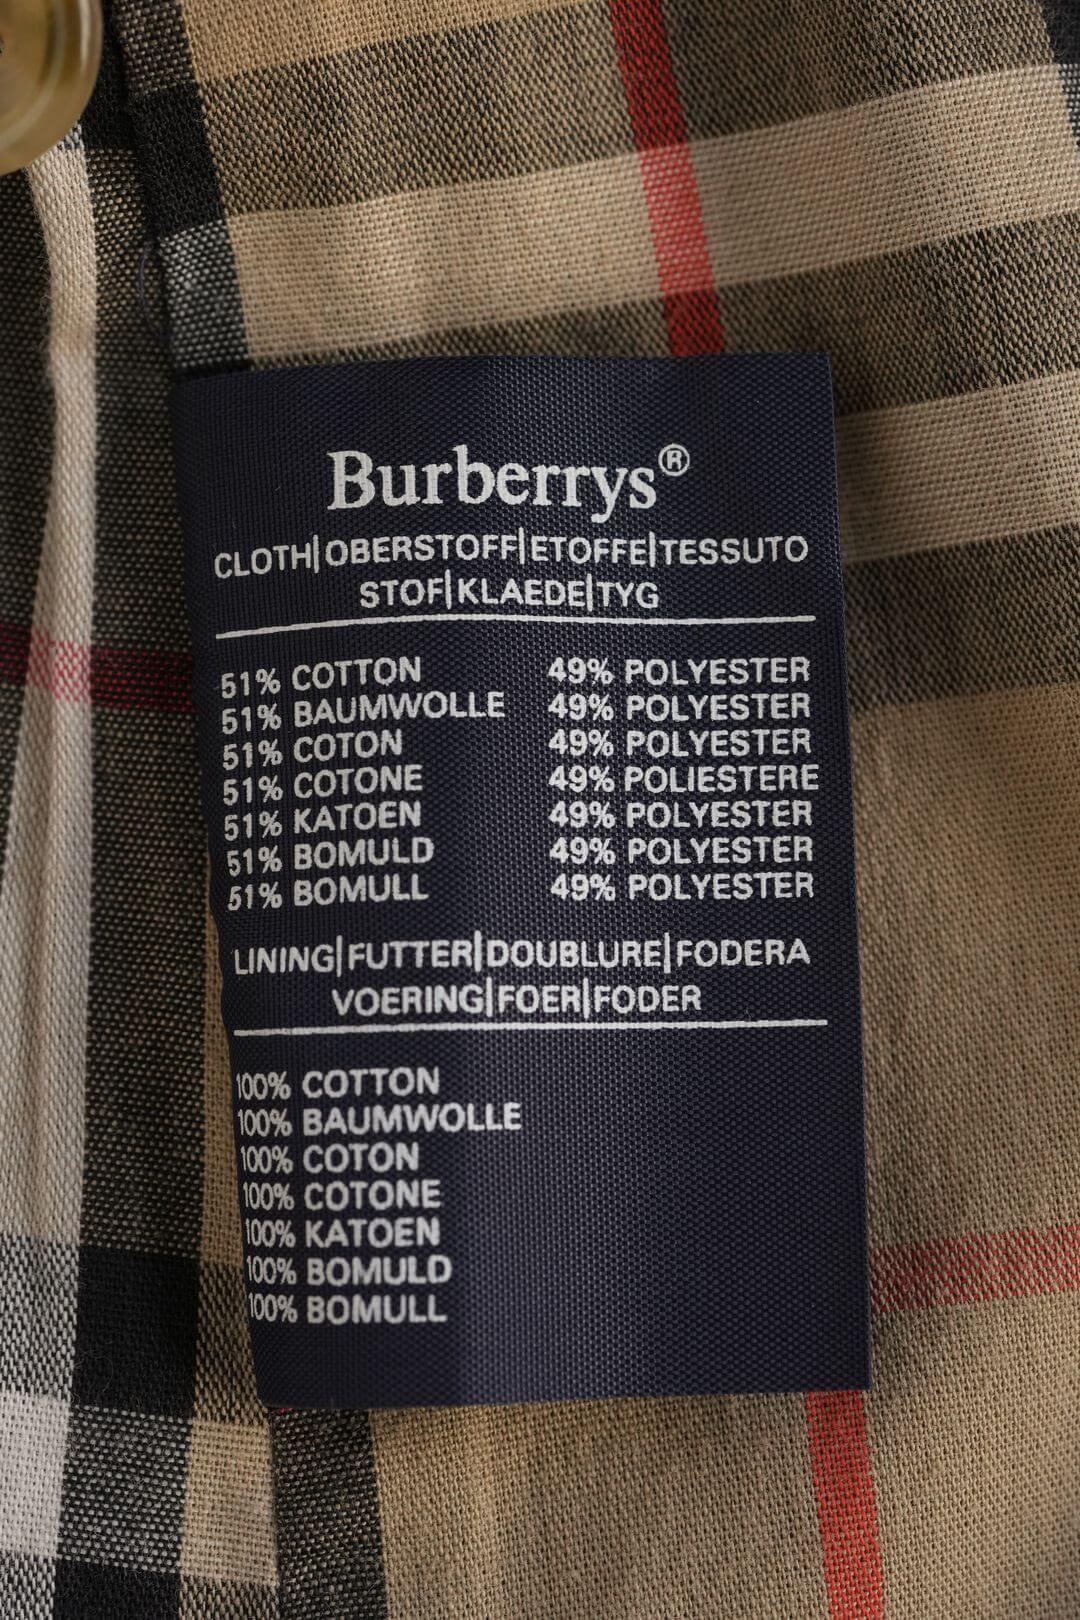 Burberrys®
CLOTH|OBERSTOFF|ETOFFE|TESSUTO
STOF|KLAEDE|TYG
51% COTTON 49% POLYESTER
51% BAUMWOLLE 49% POLYESTER
51% COTON 49% POLYESTER
51% COTONE 49% POLIESTERE
51% KATOEN 49% POLYESTER
51% BOMULD 49% POLYESTER
51% BOMULL 49% POLYESTER
LINING|FUTTER|DOUBLURE|FODERA
VOERING|FOER|FODER
100% COTTON
100% BAUMWOLLE
100% COTON
100% COTONE
100% KATOEN
100% BOMULD
100% BOMULL